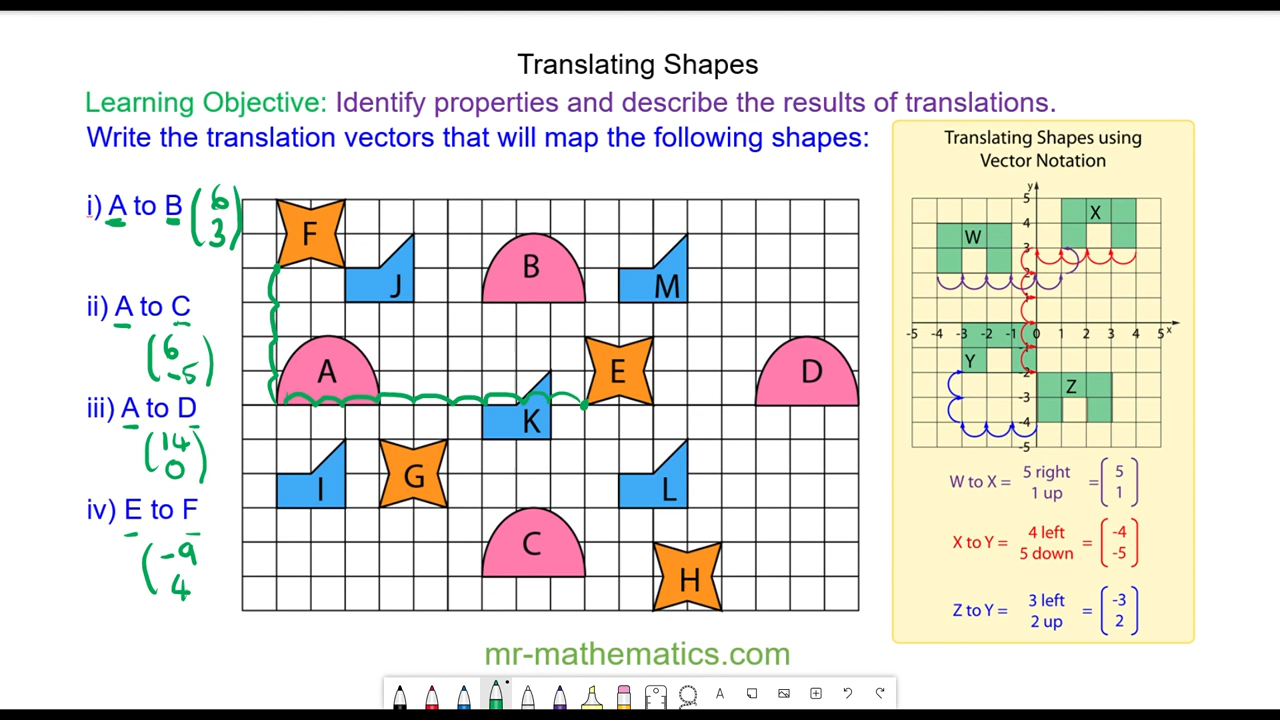 Translating Shapes
Learning Objective: Identify properties and describe the results of translations.
Write the translation vectors that will map the following shapes:
i) A to B (6
3)
ii) A to C
(6
-5)
iii) A to D
(14
0)
iv) E to F
(-9
4
F
J
B
M
A
E
D
K
I
G
L
C
H
Translating Shapes using
Vector Notation
y
5
4
3
2
1
-5 -4 -3 -2 -1 0 1 2 3 4 5 x
-1
-2
-3
-4
-5
W
X
Y
Z
W to X = 5 right
1 up = 5
1
X to Y = 4 left
5 down = -4
-5
Z to Y = 3 left
2 up = -3
2
mr-mathematics.com
A